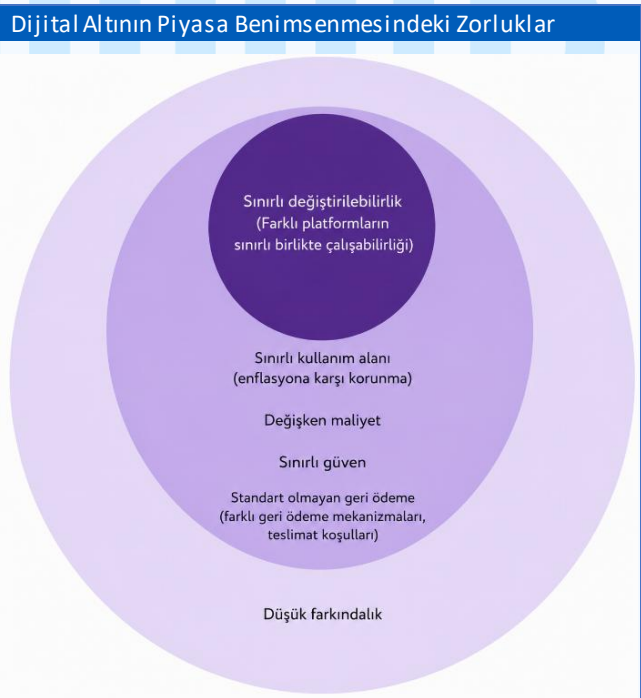 Dijital Altının Piyasa Benimsenmesindeki Zorluklar
Sınırlı değiştirilebilirlik
(Farklı platformların
sınırlı birlikte çalışabilirliği)
Sınırlı kullanım alanı
(enflasyona karşı korunma)
Değişken maliyet
Sınırlı güven
Standart olmayan geri ödeme
(farklı geri ödeme mekanizmaları,
teslimat koşulları)
Düşük farkındalık